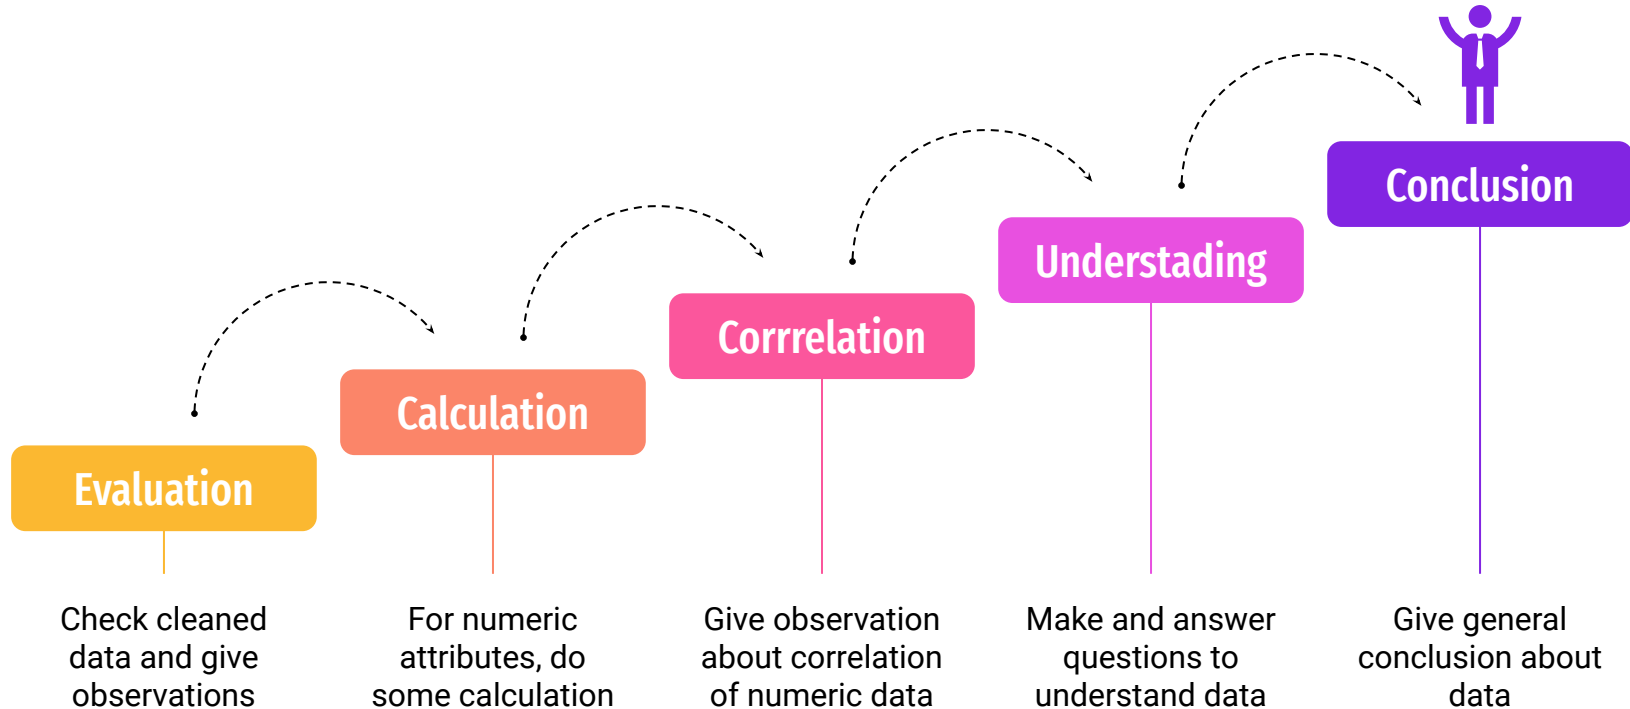 Conclusion
Understading
Corrrelation
Calculation
Evaluation
Check cleaned
data and give
observations
For numeric
attributes, do
some calculation
Give observation
about correlation
of numeric data
Make and answer
questions to
understand data
Give general
conclusion about
data